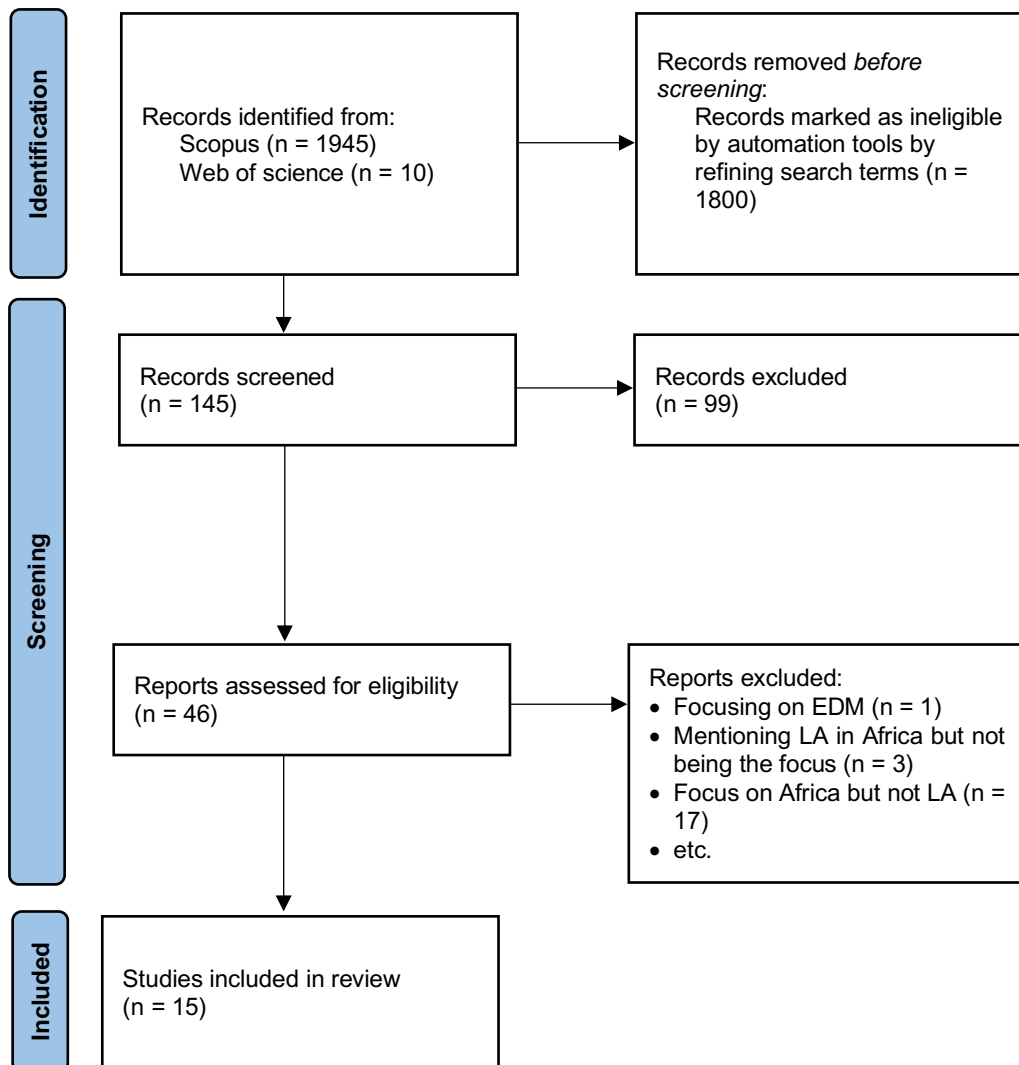 Identification
Records identified from:
Scopus (n = 1945)
Web of science (n = 10)
Records removed before
screening:
Records marked as ineligible
by automation tools by
refining search terms (n =
1800)
Screening
Records screened
(n = 145)
Records excluded
(n = 99)
Reports assessed for eligibility
(n = 46)
Reports excluded:
• Focusing on EDM (n = 1)
• Mentioning LA in Africa but not
being the focus (n = 3)
• Focus on Africa but not LA (n =
17)
• etc.
Included
Studies included in review
(n = 15)